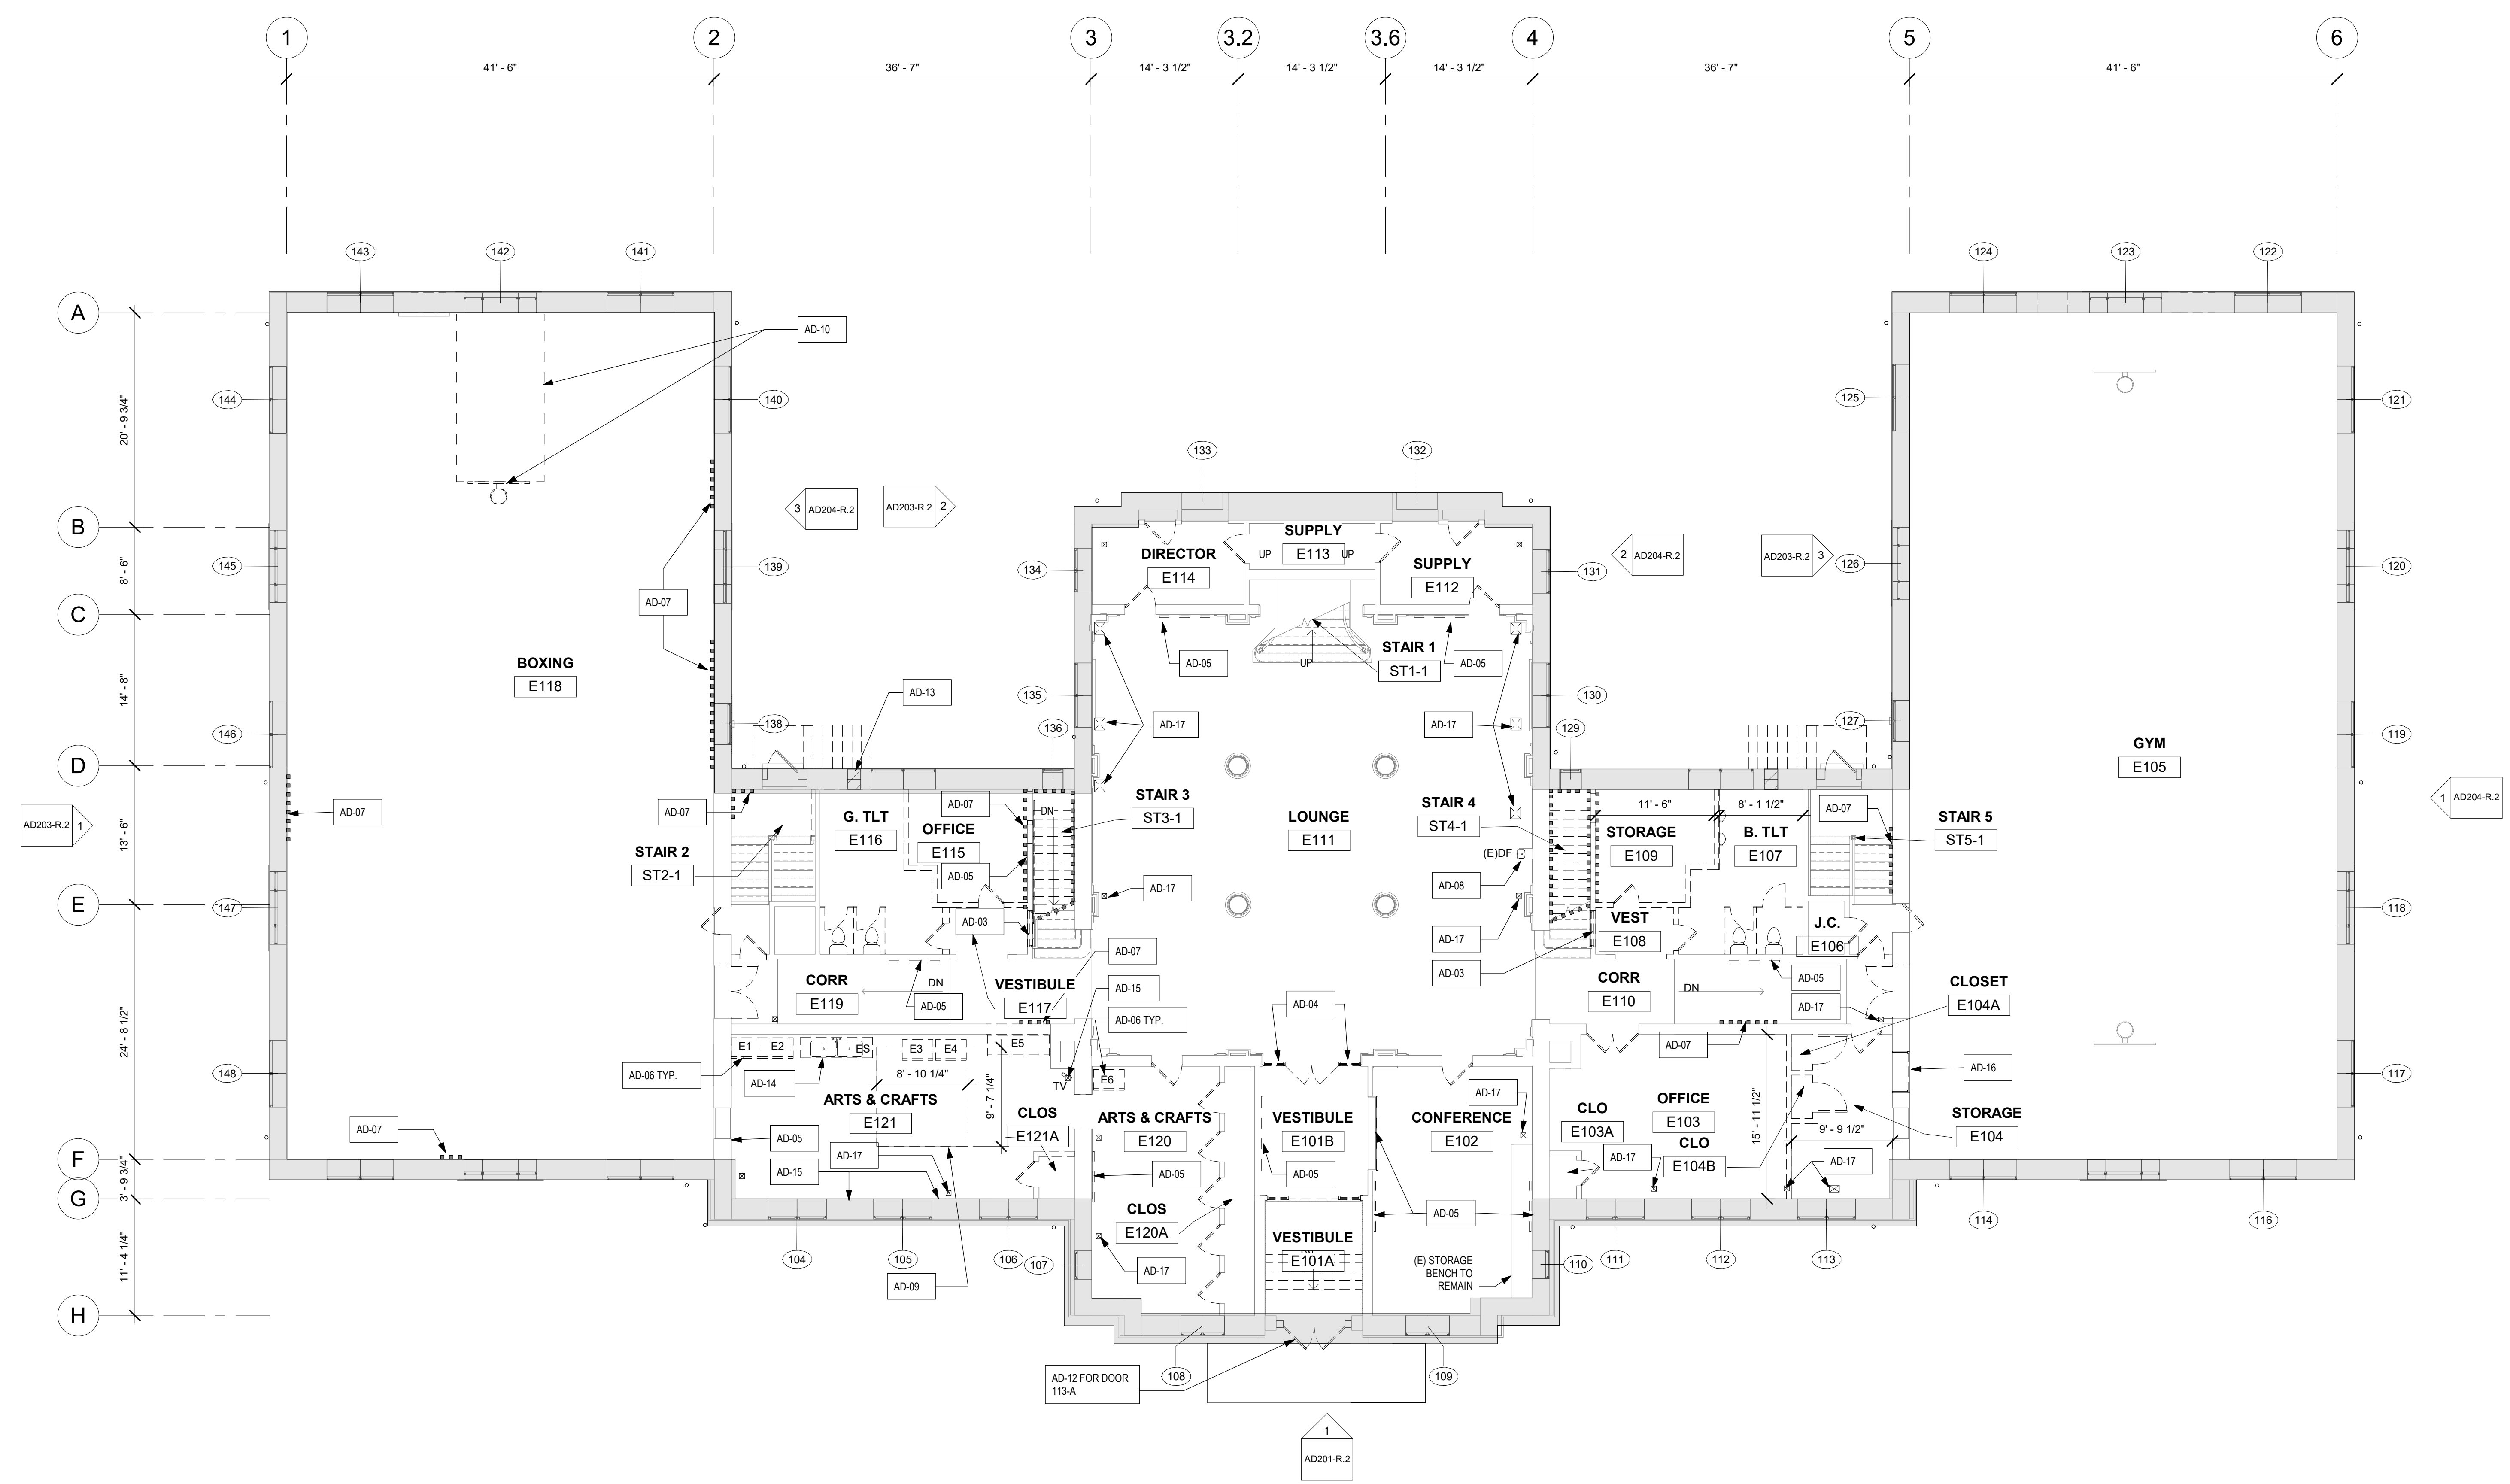 1
2
3
3.2
3.6
4
5
6
41' - 6"
36' - 7"
14' - 3 1/2"
14' - 3 1/2"
14' - 3 1/2"
36' - 7"
41' - 6"
143
142
141
124
123
122
A
B
C
D
E
F
G
H
20' - 9 3/4"
8' - 6"
14' - 8"
13' - 6"
24' - 8 1/2"
3' - 9 3/4"
11' - 4 1/4"
144
145
146
147
148
140
139
138
AD-10
AD-07
BOXING
E118
AD-07
AD-07
AD203-R.2
1
3
AD204-R.2
AD203-R.2
2
AD-13
136
133
132
134
135
131
130
129
DIRECTOR
E114
SUPPLY
UP
E113
UP
SUPPLY
E112
AD-05
STAIR 1
ST1-1
UP
AD-05
AD-17
AD-17
2
AD204-R.2
AD203-R.2
3
125
126
127
121
120
119
118
117
GYM
E105
1
AD204-R.2
AD-07
STAIR 2
ST2-1
G. TLT
E116
OFFICE
E115
AD-07
DN
AD-05
AD-03
STAIR 3
ST3-1
AD-17
LOUNGE
E111
STAIR 4
ST4-1
(E)DF
AD-08
AD-17
AD-03
11' - 6"
8' - 1 1/2"
STORAGE
E109
B. TLT
E107
AD-07
STAIR 5
ST5-1
VEST
E108
J.C.
E106
CORR
E119
DN
AD-05
VESTIBULE
E117
AD-07
AD-15
AD-06 TYP.
AD-04
CORR
E110
DN
AD-05
AD-17
CLOSET
E104A
AD-07
AD-16
E1
E2
ES
E3
E4
E5
E6
TV
AD-06 TYP.
AD-14
8' - 10 1/4"
9' - 7 1/4"
ARTS & CRAFTS
E121
CLOS
E121A
AD-05
AD-17
AD-15
AD-09
ARTS & CRAFTS
E120
AD-05
CLOS
E120A
AD-17
VESTIBULE
E101B
AD-05
VESTIBULE
E101A
CONFERENCE
E102
AD-17
AD-05
(E) STORAGE
BENCH TO
REMAIN
CLO
E103A
OFFICE
E103
CLO
E104B
AD-17
15' - 11 1/2"
9' - 9 1/2"
AD-17
STORAGE
E104
104
105
106
107
108
109
110
111
112
113
114
116
AD-12 FOR DOOR
113-A
1
AD201-R.2